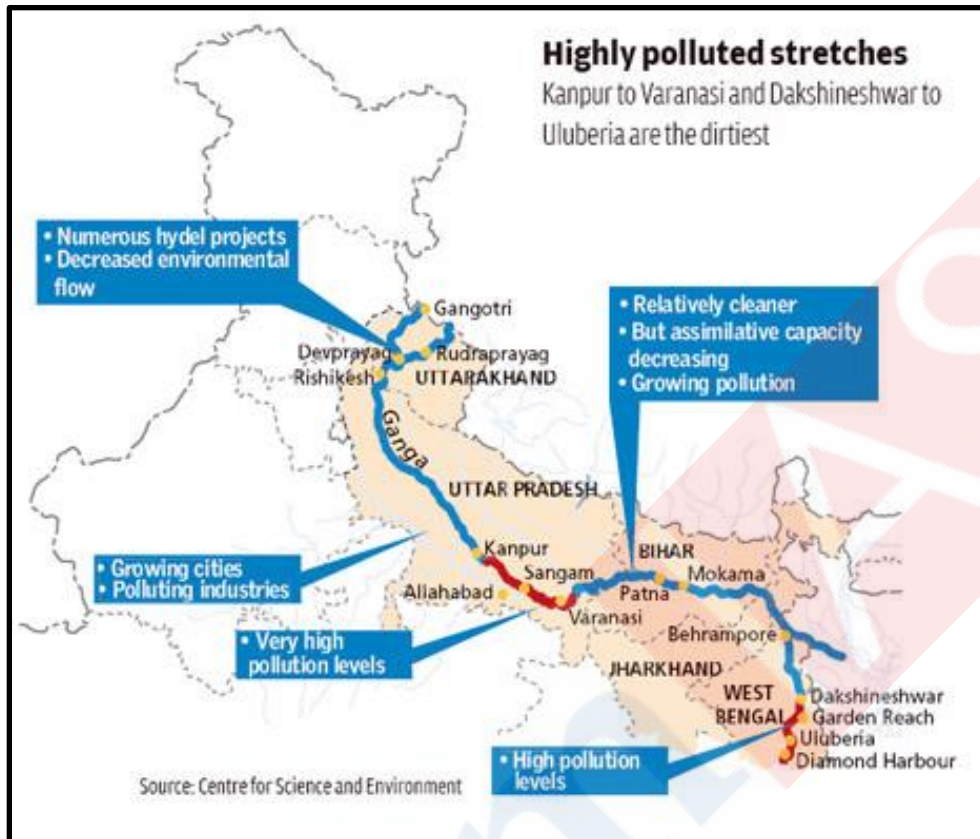 Highly polluted stretches
Kanpur to Varanasi and Dakshineshwar to
Uluberia are the dirtiest
• Numerous hydel projects
• Decreased environmental
flow
Gangotri
Devprayag
Rudraprayag
Rishikesh
UTTARAKHAND
• Relatively cleaner
• But assimilative capacity
decreasing
• Growing pollution
Ganga
UTTAR PRADESH
Kanpur
• Growing cities
• Polluting industries
Sangam
Allahabad
Varanasi
BIHAR
Mokama
Patna
• Very high
pollution levels
Behrampore
JHARKHAND
WEST
BENGAL
Dakshineshwar
Garden Reach
Uluberia
Diamond Harbour
• High pollution
levels
Source: Centre for Science and Environment